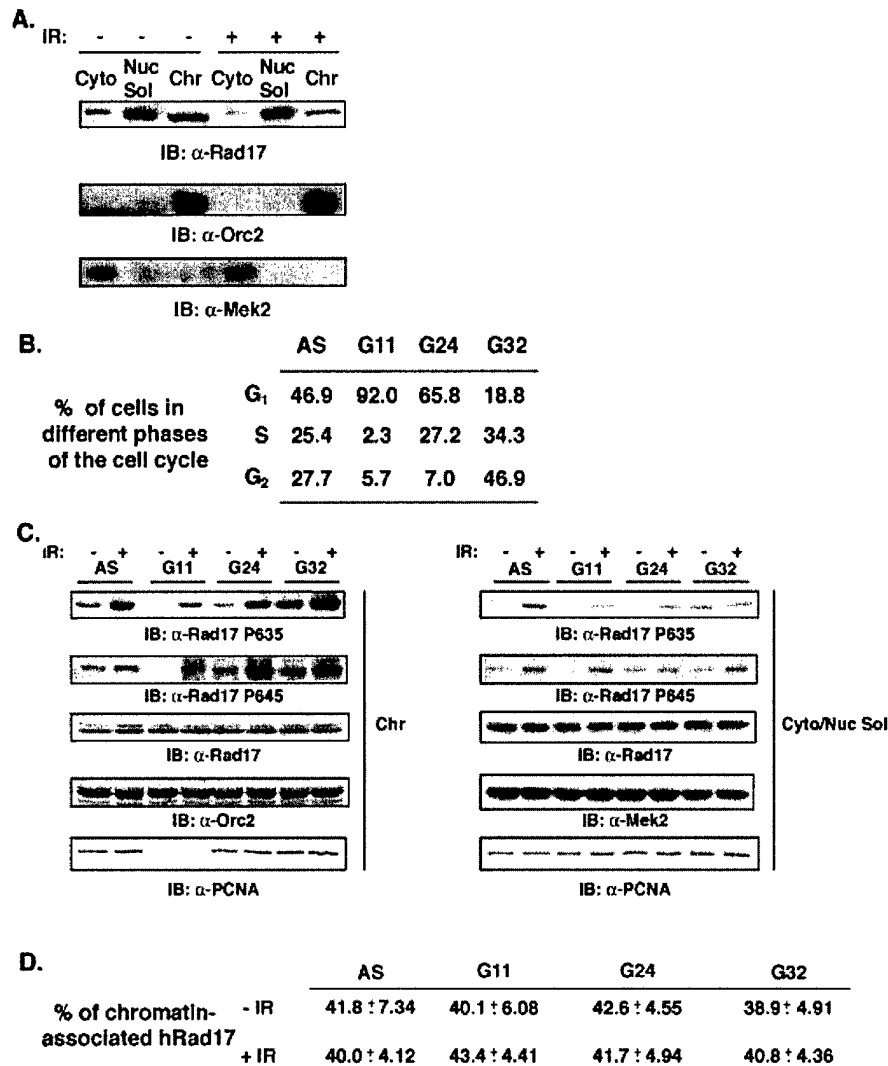 A.
IR: - - - + + +
Cyto Nuc Sol Chr Cyto Nuc Sol Chr
IB: α-Rad17
IB: α-Orc2
IB: α-Mek2
B.
AS G11 G24 G32
% of cells in different phases of the cell cycle
G1 46.9 92.0 65.8 18.8
S 25.4 2.3 27.2 34.3
G2 27.7 5.7 7.0 46.9
C.
IR: - + - + - + - +
AS G11 G24 G32
IB: α-Rad17 P635
IB: α-Rad17 P645
IB: α-Rad17
IB: α-Orc2
IB: α-PCNA
Chr
IR: - + - + - + - +
AS G11 G24 G32
IB: α-Rad17 P635
IB: α-Rad17 P645
IB: α-Rad17
IB: α-Mek2
IB: α-PCNA
Cyto/Nuc Sol
D.
AS G11 G24 G32
% of chromatin-associated hRad17
- IR 41.8 ± 7.34 40.1 ± 6.08 42.6 ± 4.55 38.9 ± 4.91
+ IR 40.0 ± 4.12 43.4 ± 4.41 41.7 ± 4.94 40.8 ± 4.36